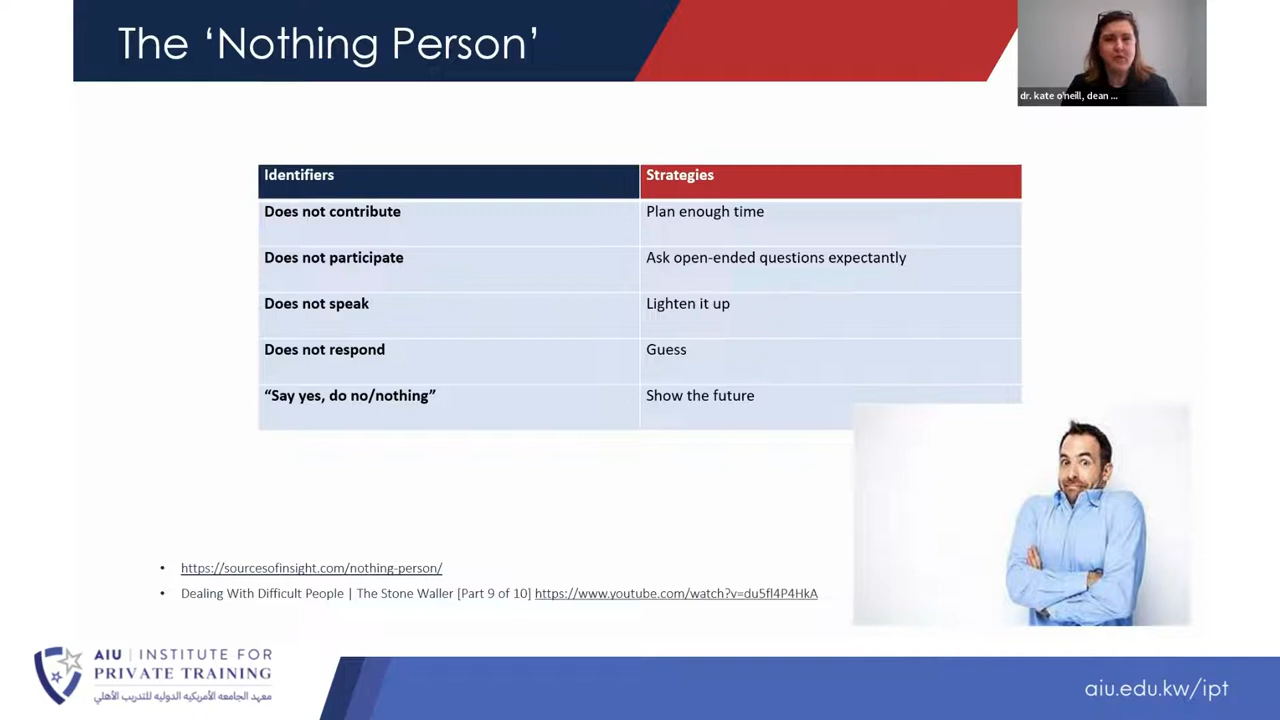 The ‘Nothing Person’
dr. kate o'neill, dean ...
Identifiers
Strategies
Does not contribute
Plan enough time
Does not participate
Ask open-ended questions expectantly
Does not speak
Lighten it up
Does not respond
Guess
“Say yes, do no/nothing”
Show the future
• https://sourcesofinsight.com/nothing-person/
• Dealing With Difficult People | The Stone Waller [Part 9 of 10] https://www.youtube.com/watch?v=du5fl4P4HkA
AIU | INSTITUTE FOR
PRIVATE TRAINING
معهد الجامعة الأمريكية الدولية للتدريب الأهلي
aiu.edu.kw/ipt